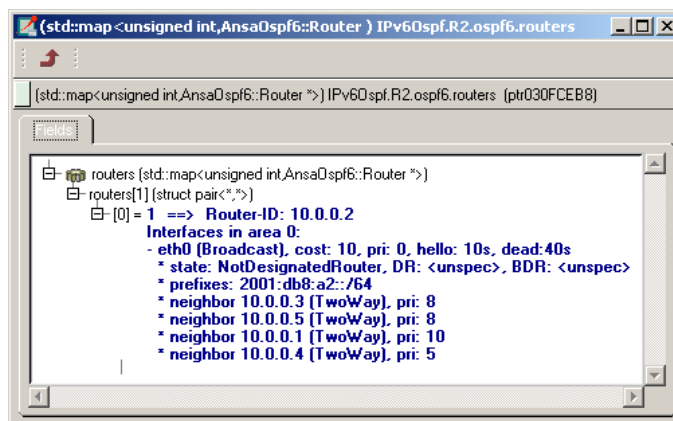 (std::map<unsigned int,AnsaOspf6::Router ) IPv6Ospf.R2.ospf6.routers
(std::map<unsigned int,AnsaOspf6::Router *>) IPv6Ospf.R2.ospf6.routers (ptr030FCEB8)
Fields
routers (std::map<unsigned int,AnsaOspf6::Router *>)
routers[1] (struct pair<*,*>)
[0] = 1 ==> Router-ID: 10.0.0.2
Interfaces in area 0:
- eth0 (Broadcast), cost: 10, pri: 0, hello: 10s, dead:40s
* state: NotDesignatedRouter, DR: <unspec>, BDR: <unspec>
* prefixes: 2001:db8:a2::/64
* neighbor 10.0.0.3 (TwoWay), pri: 8
* neighbor 10.0.0.5 (TwoWay), pri: 8
* neighbor 10.0.0.1 (TwoWay), pri: 10
* neighbor 10.0.0.4 (TwoWay), pri: 5